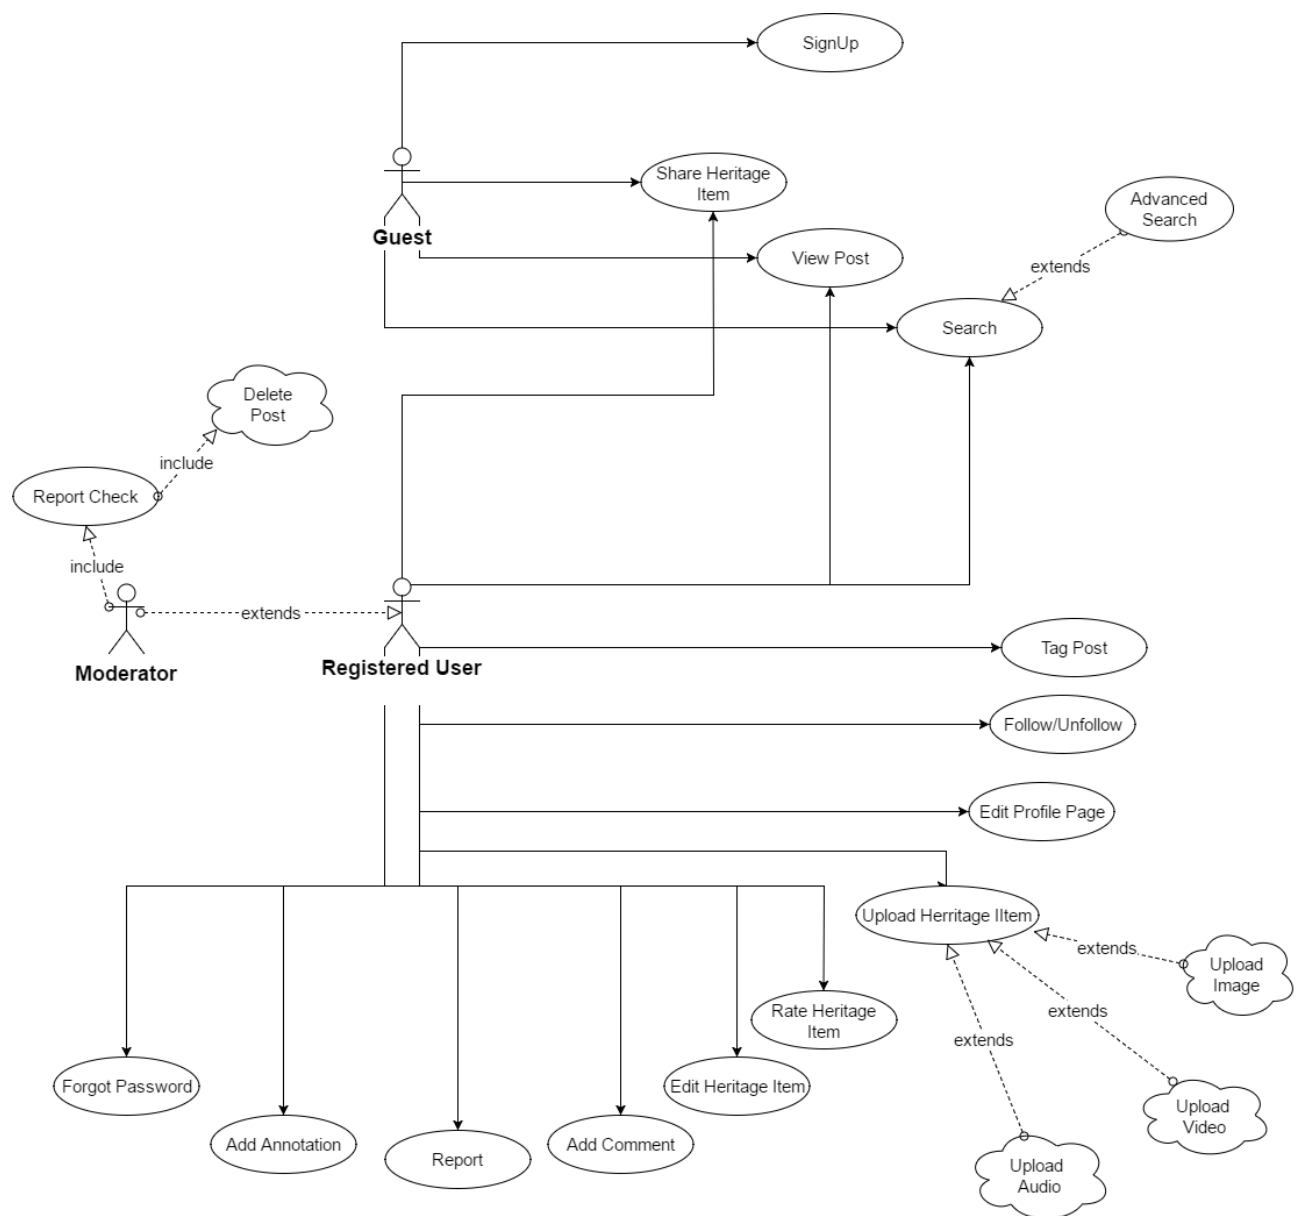 SignUp
Share Heritage
Item
Advanced
Search
Guest
View Post
extends
Search
Delete
Post
include
Report Check
include
extends
Moderator
Registered User
Tag Post
Follow/Unfollow
Edit Profile Page
Upload Herritage IItem
extends
Upload
Image
Rate Heritage
Item
extends
extends
Forgot Password
Edit Heritage Item
Upload
Video
Add Annotation
Report
Add Comment
Upload
Audio